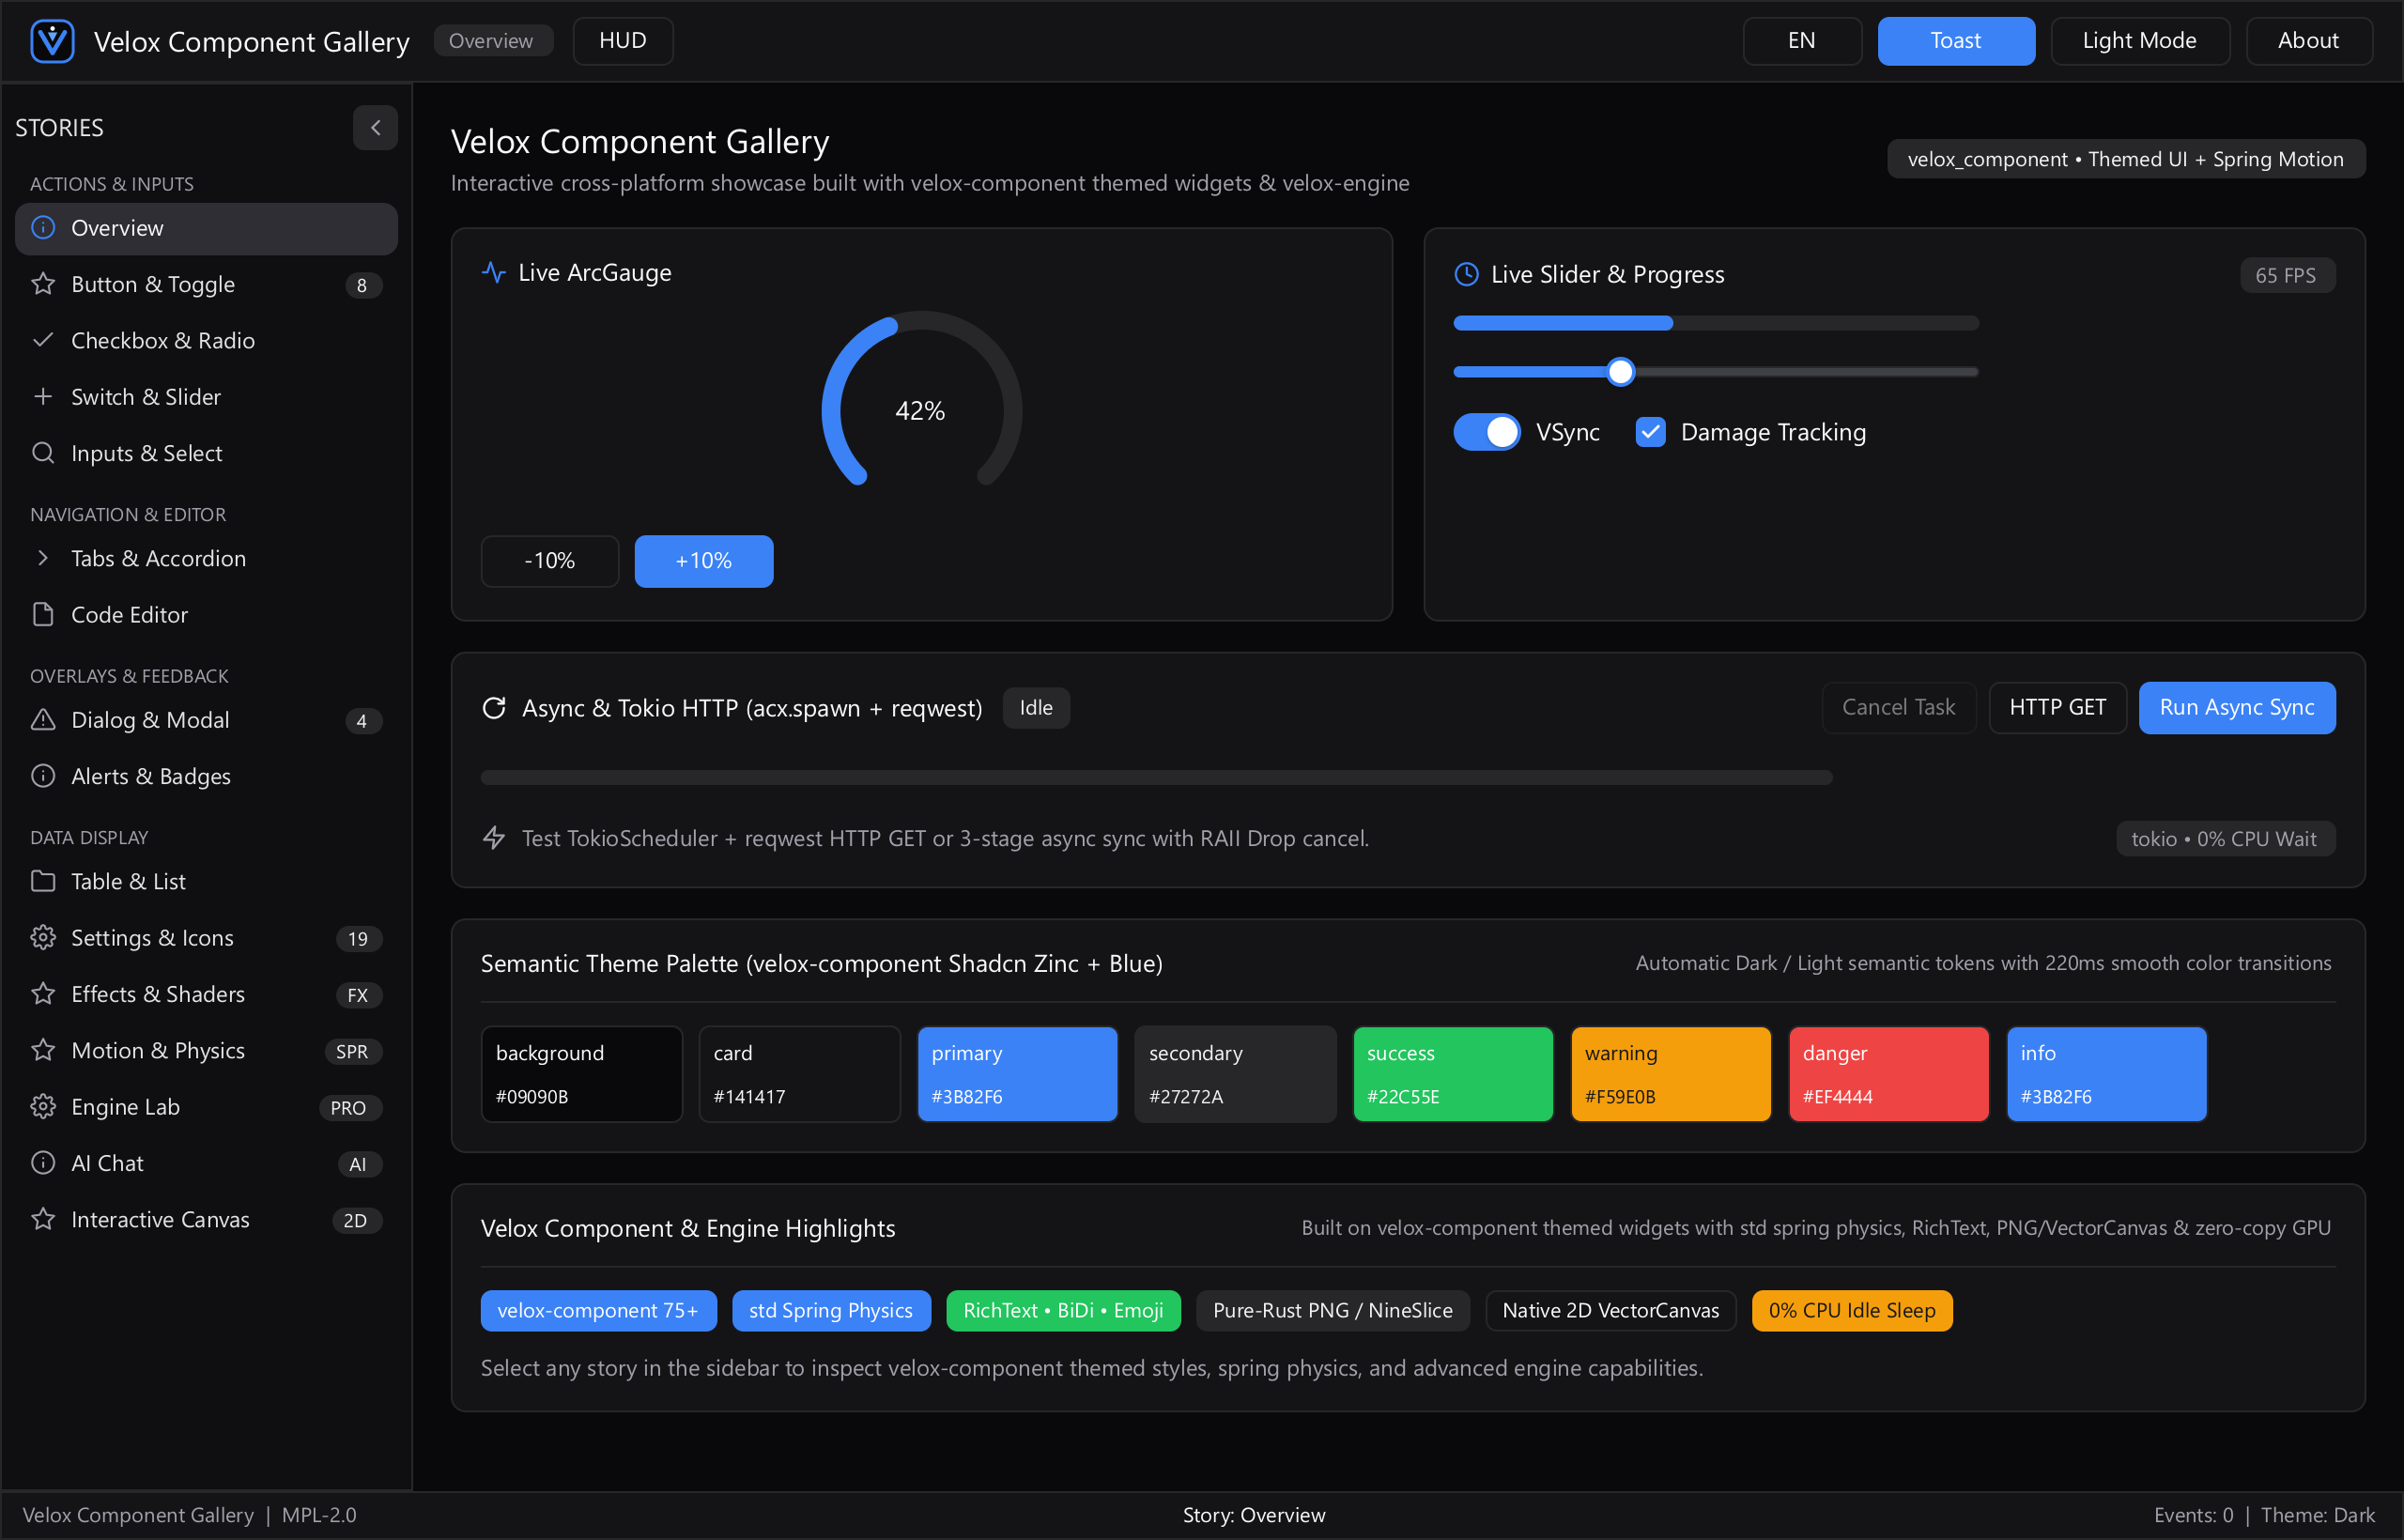 Velox Component Gallery Overview HUD EN Toast Light Mode About
STORIES
ACTIONS & INPUTS
Overview
Button & Toggle 8
Checkbox & Radio
Switch & Slider
Inputs & Select
NAVIGATION & EDITOR
Tabs & Accordion
Code Editor
OVERLAYS & FEEDBACK
Dialog & Modal 4
Alerts & Badges
DATA DISPLAY
Table & List
Settings & Icons 19
Effects & Shaders FX
Motion & Physics SPR
Engine Lab PRO
AI Chat AI
Interactive Canvas 2D
Velox Component Gallery
Interactive cross-platform showcase built with velox-component themed widgets & velox-engine
velox_component • Themed UI + Spring Motion
Live ArcGauge
42%
-10% +10%
Live Slider & Progress 65 FPS
VSync Damage Tracking
Async & Tokio HTTP (acx.spawn + reqwest) Idle Cancel Task HTTP GET Run Async Sync
Test TokioScheduler + reqwest HTTP GET or 3-stage async sync with RAII Drop cancel. tokio • 0% CPU Wait
Semantic Theme Palette (velox-component Shadcn Zinc + Blue) Automatic Dark / Light semantic tokens with 220ms smooth color transitions
background card primary secondary success warning danger info
#09090B #141417 #3B82F6 #27272A #22C55E #F59E0B #EF4444 #3B82F6
Velox Component & Engine Highlights Built on velox-component themed widgets with std spring physics, RichText, PNG/VectorCanvas & zero-copy GPU
velox-component 75+ std Spring Physics RichText • BiDi • Emoji Pure-Rust PNG / NineSlice Native 2D VectorCanvas 0% CPU Idle Sleep
Select any story in the sidebar to inspect velox-component themed styles, spring physics, and advanced engine capabilities.
Velox Component Gallery | MPL-2.0 Story: Overview Events: 0 | Theme: Dark